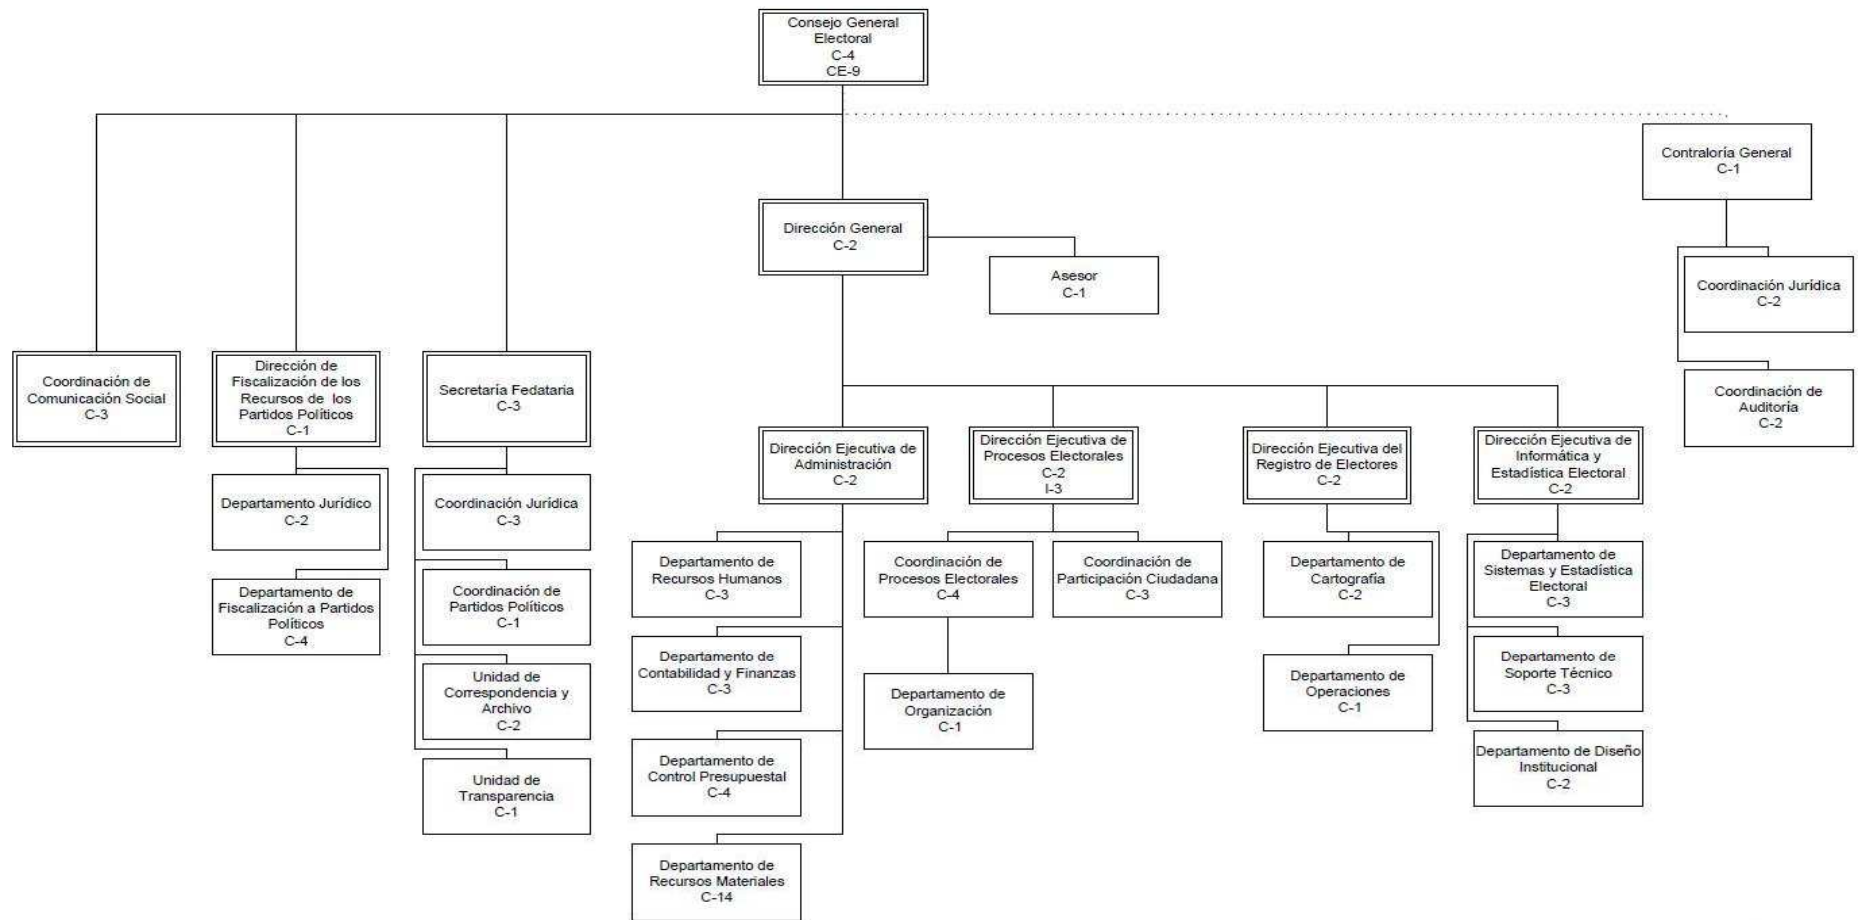 Consejo General
Electoral
C-4
CE-9
Contraloría General
C-1
Dirección General
C-2
Asesor
C-1
Coordinación Jurídica
C-2
Coordinación de
Auditoría
C-2
Coordinación de
Comunicación Social
C-3
Dirección de
Fiscalización de los
Recursos de los
Partidos Políticos
C-1
Secretaría Fedataria
C-3
Departamento Jurídico
C-2
Departamento de
Fiscalización a Partidos
Políticos
C-4
Coordinación Jurídica
C-3
Coordinación de
Partidos Políticos
C-1
Unidad de
Correspondencia y
Archivo
C-2
Unidad de
Transparencia
C-1
Dirección Ejecutiva de
Administración
C-2
Dirección Ejecutiva de
Procesos Electorales
C-2
I-3
Dirección Ejecutiva del
Registro de Electores
C-2
Dirección Ejecutiva de
Informática y
Estadística Electoral
C-2
Departamento de
Recursos Humanos
C-3
Departamento de
Contabilidad y Finanzas
C-3
Departamento de
Control Presupuestal
C-4
Departamento de
Recursos Materiales
C-14
Coordinación de
Procesos Electorales
C-4
Departamento de
Organización
C-1
Coordinación de
Participación Ciudadana
C-3
Departamento de
Cartografía
C-2
Departamento de
Operaciones
C-1
Departamento de
Sistemas y Estadística
Electoral
C-3
Departamento de
Soporte Técnico
C-3
Departamento de Diseño
Institucional
C-2